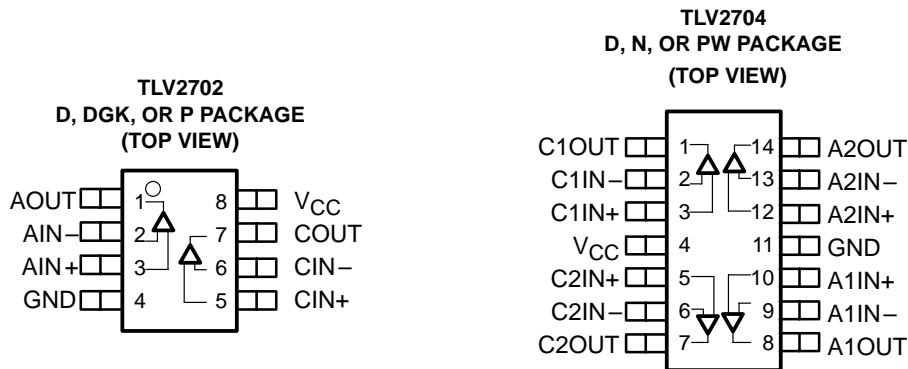 TLV2702
D, DGK, OR P PACKAGE
(TOP VIEW)
AOUT 1 8 VCC
AIN− 2 7 COUT
AIN+ 3 6 CIN−
GND 4 5 CIN+
TLV2704
D, N, OR PW PACKAGE
(TOP VIEW)
C1OUT 1 14 A2OUT
C1IN− 2 13 A2IN−
C1IN+ 3 12 A2IN+
VCC 4 11 GND
C2IN+ 5 10 A1IN+
C2IN− 6 9 A1IN−
C2OUT 7 8 A1OUT